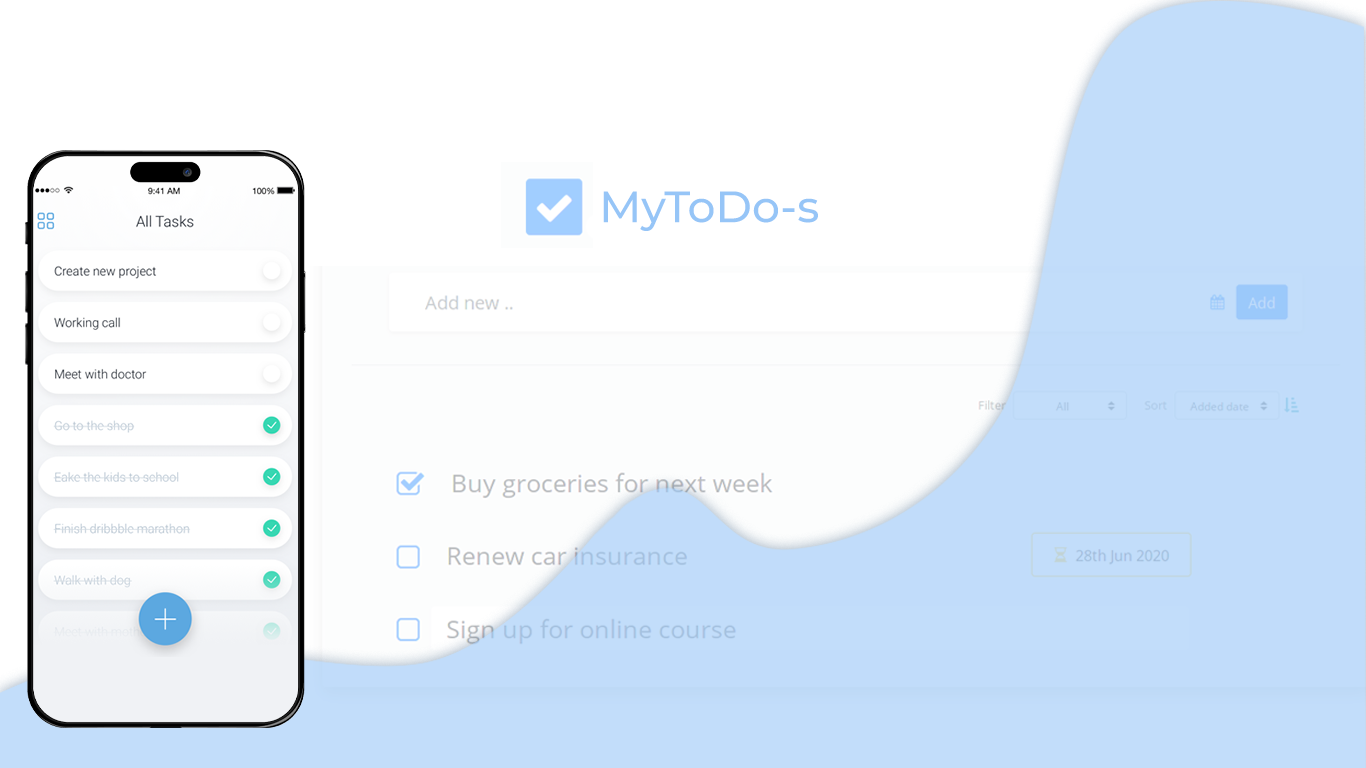 9:41 AM
100%
All Tasks
Create new project
Working call
Meet with doctor
Go to the shop
Eake the kids to school
Finish dribbble marathon
Walk with dog
Meet with
MyToDo-s
Add new ..
Add
Filter
All
Sort
Added date
Buy groceries for next week
Renew car insurance
28th Jun 2020
Sign up for online course